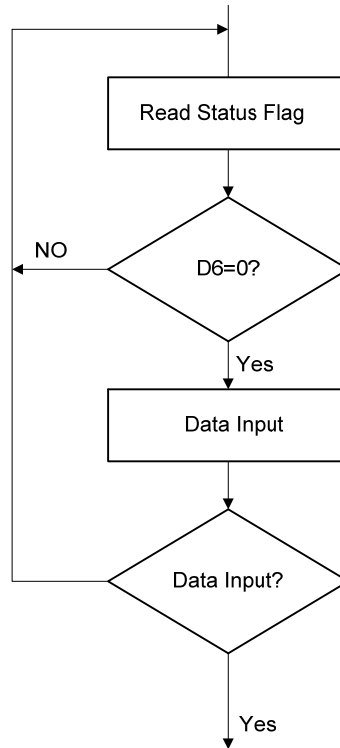 Read Status Flag
D6=0?
NO
Yes
Data Input
Data Input?
Yes